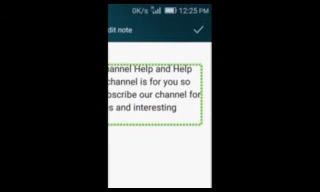 0K/s 12:25 PM
dit note
hannel Help and Help
channel is for you so
bscribe our channel for
s and interesting